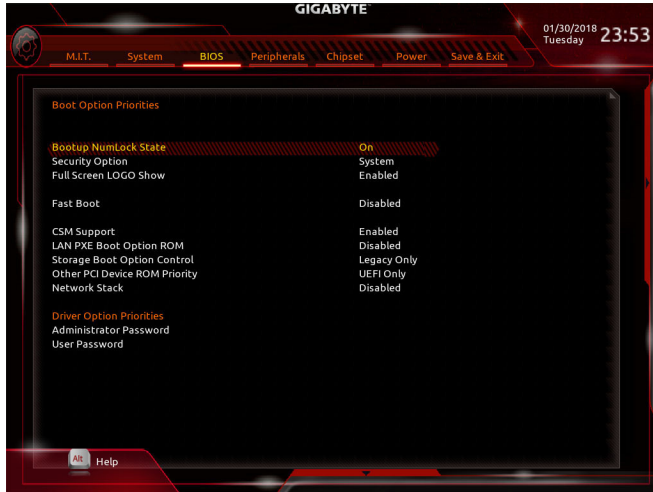 GIGABYTE
01/30/2018 23:53
Tuesday
M.I.T. System BIOS Peripherals Chipset Power Save & Exit
Boot Option Priorities
Bootup NumLock State On
Security Option System
Full Screen LOGO Show Enabled
Fast Boot Disabled
CSM Support Enabled
LAN PXE Boot Option ROM Disabled
Storage Boot Option Control Legacy Only
Other PCI Device ROM Priority UEFI Only
Network Stack Disabled
Driver Option Priorities
Administrator Password
User Password
Alt Help